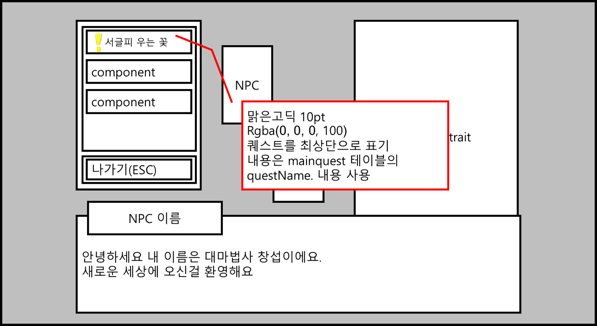 서글피 우는 꽃
component
component
나가기(ESC)
NPC
맑은고딕 10pt
Rgba(0, 0, 0, 100)
퀘스트를 최상단으로 표기
내용은 mainquest 테이블의
questName. 내용 사용
trait
NPC 이름
안녕하세요 내 이름은 대마법사 창섭이에요.
새로운 세상에 오신걸 환영해요